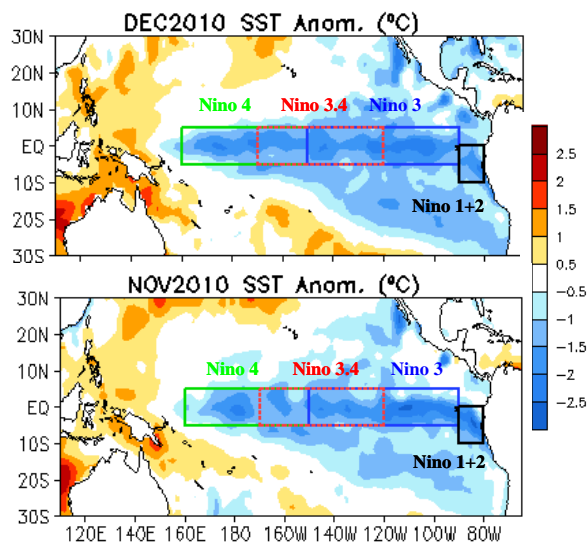 DEC2010 SST Anom. (ºC)
30N
20N
10N
EQ
10S
20S
30S
Nino 4
Nino 3.4
Nino 3
Nino 1+2
2.5
2
1.5
1
0.5
-0.5
-1
-1.5
-2
-2.5
NOV2010 SST Anom. (ºC)
30N
20N
10N
EQ
10S
20S
30S
Nino 4
Nino 3.4
Nino 3
Nino 1+2
120E 140E 160E 180 160W 140W 120W 100W 80W